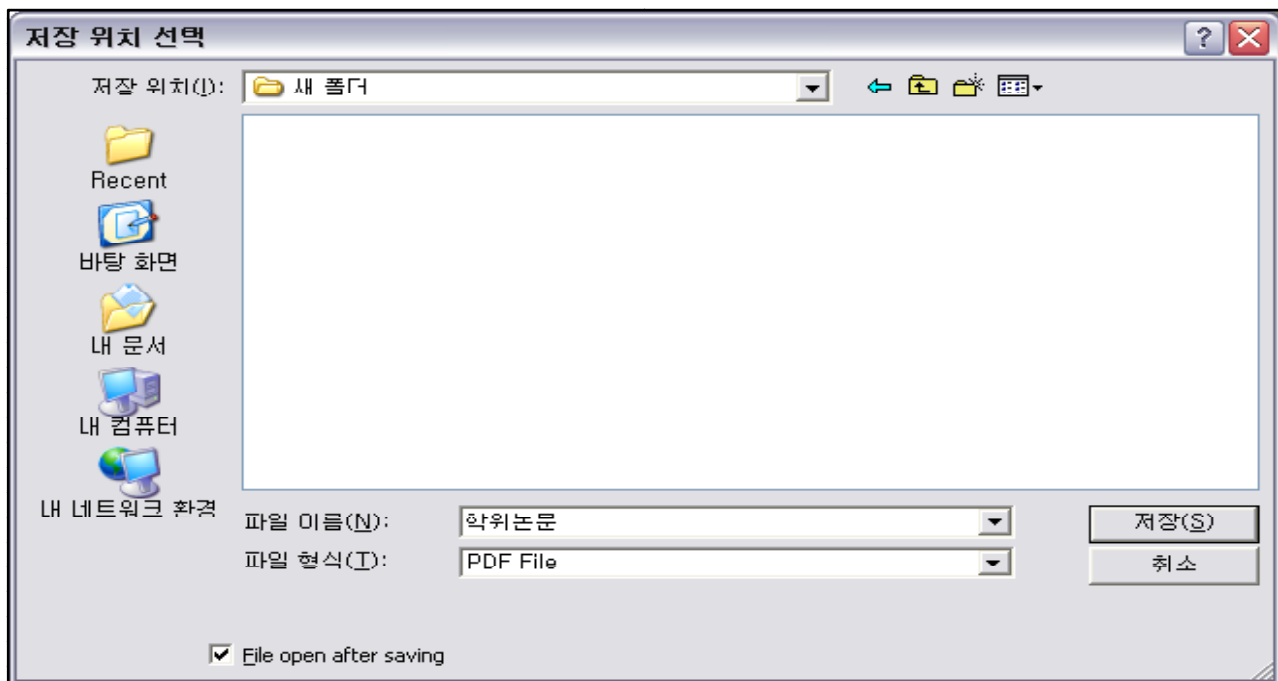 저장 위치 선택
저장 위치(I): 새 폴더
Recent
바탕 화면
내 문서
내 컴퓨터
내 네트워크 환경
파일 이름(N): 학위논문 저장(S)
파일 형식(T): PDF File 취소
File open after saving